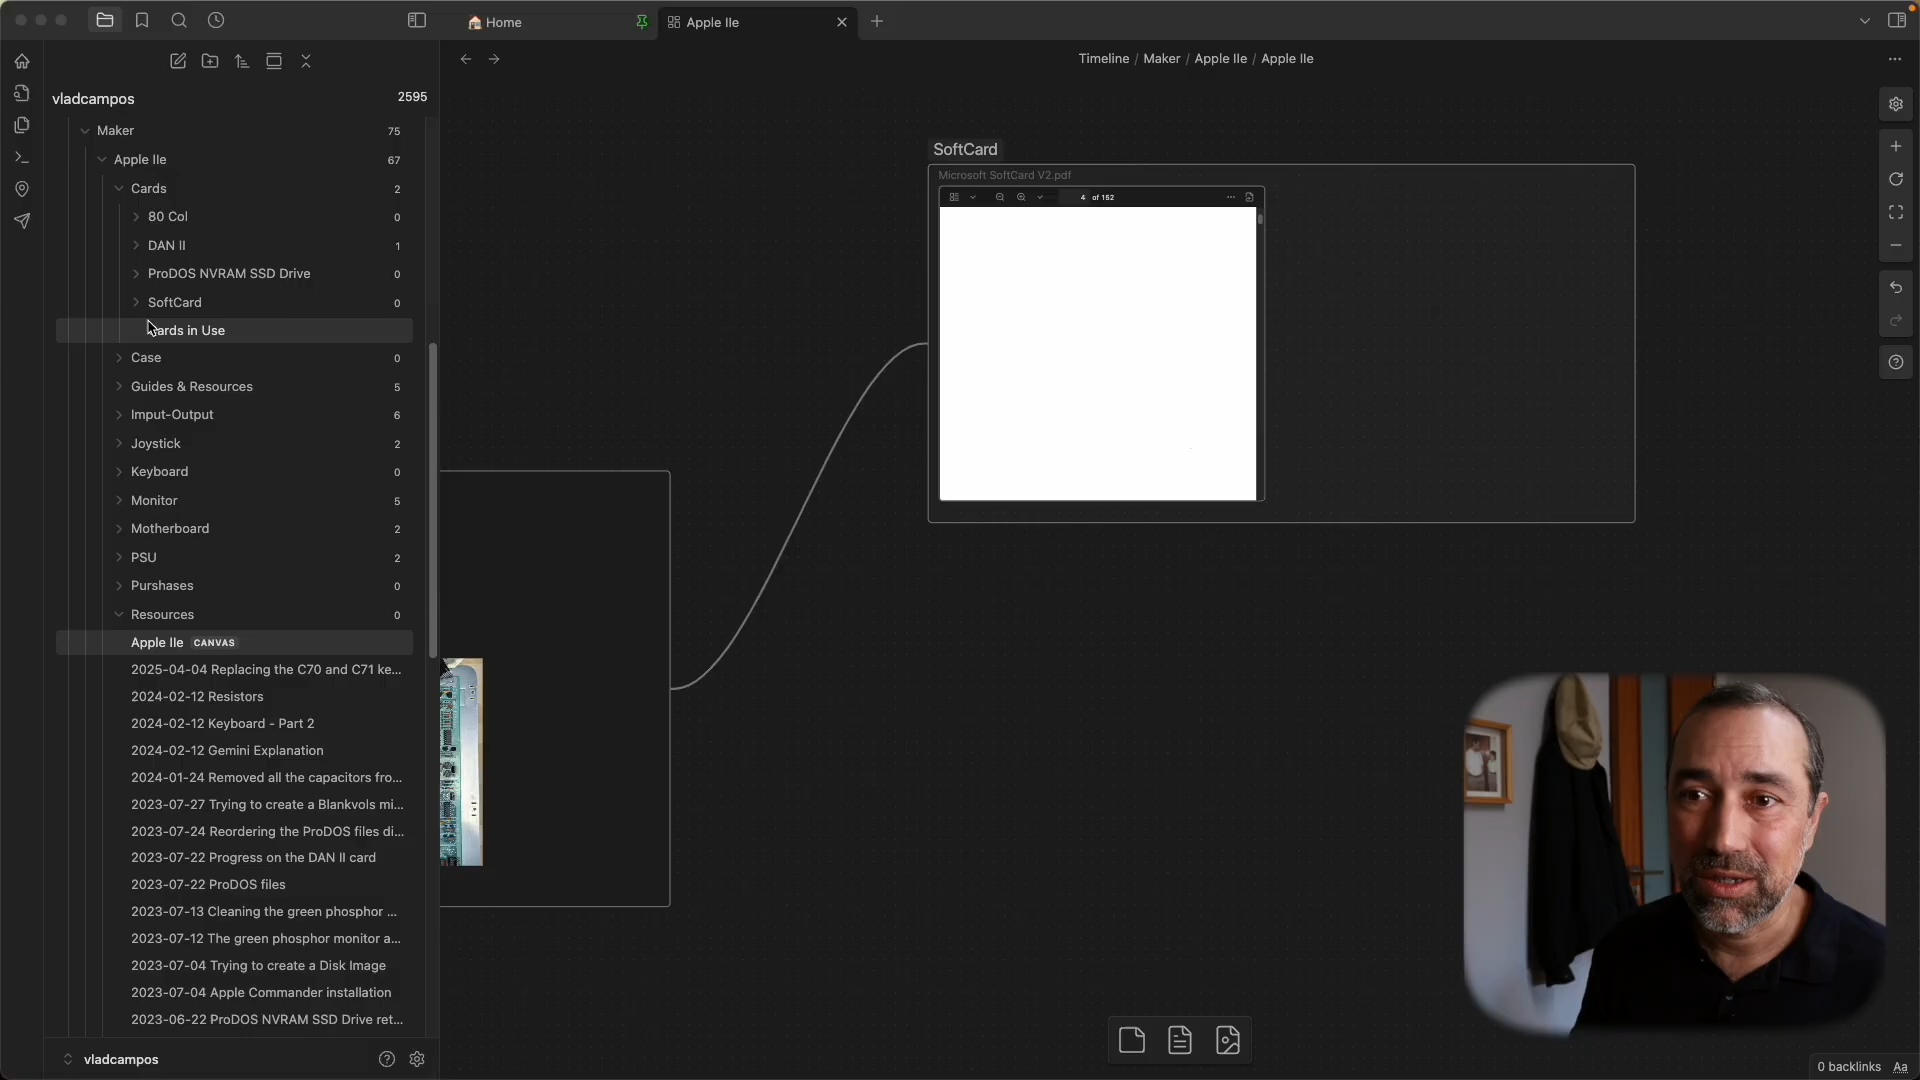 Home
Apple IIe
Timeline / Maker / Apple IIe / Apple IIe
vladcampos 2595
Maker 75
Apple IIe 67
Cards 2
80 Col 0
DAN II 1
ProDOS NVRAM SSD Drive 0
SoftCard 0
ards in Use
Case 0
Guides & Resources 5
Imput-Output 6
Joystick 2
Keyboard 0
Monitor 5
Motherboard 2
PSU 2
Purshases 0
Resources 0
Apple IIe CANVAS
2025-04-04 Replacing the C70 and C71 ke...
2024-02-12 Resistors
2024-02-12 Keyboard - Part 2
2024-02-12 Gemini Explanation
2024-01-24 Removed all the capacitors fro...
2023-07-27 Trying to create a Blankvols mi...
2023-07-24 Reordering the ProDOS files di...
2023-07-22 Progress on the DAN II card
2023-07-22 ProDOS files
2023-07-13 Cleaning the green phosphor ...
2023-07-12 The green phosphor monitor a...
2023-07-04 Trying to create a Disk Image
2023-07-04 Apple Commander installation
2023-06-22 ProDOS NVRAM SSD Drive ret...
vladcampos
SoftCard
Microsoft SoftCard V2.pdf
4 of 152
0 backlinks Aa